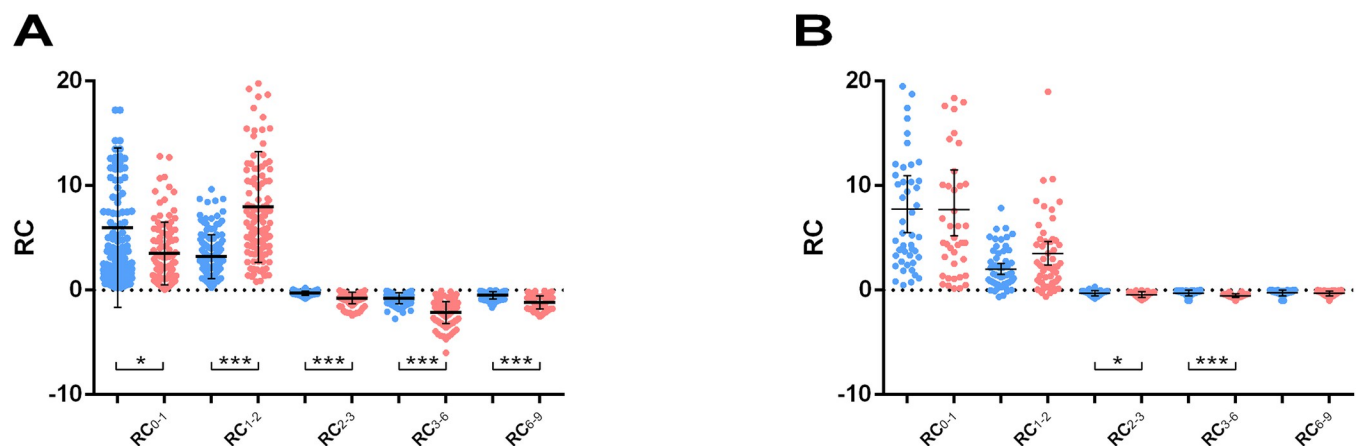 A
B
20
10
0
-10
RC
* *** *** *** ***
RC0-1 RC1-2 RC2-3 RC3-6 RC6-9
20
10
0
-10
RC
* ***
RC0-1 RC1-2 RC2-3 RC3-6 RC6-9